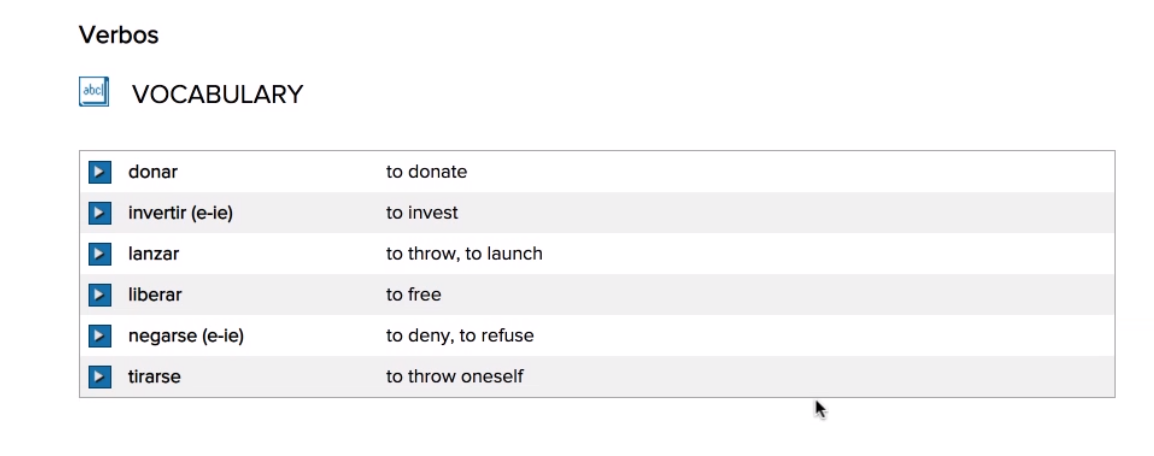 Verbos
abc
VOCABULARY
donar to donate
invertir (e-ie) to invest
lanzar to throw, to launch
liberar to free
negarse (e-ie) to deny, to refuse
tirarse to throw oneself